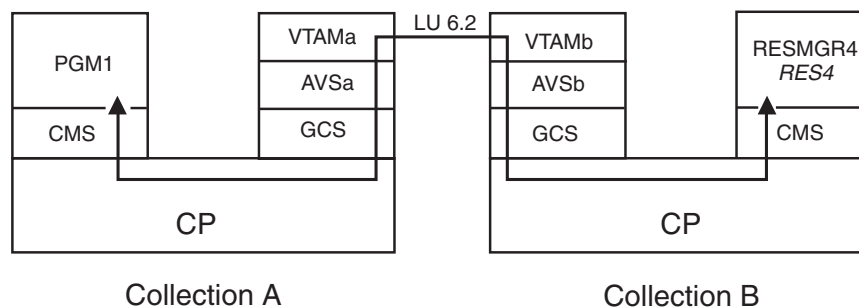 VTAMa
LU 6.2
VTAMb
PGM1
RESMGR4
RES4
AVSa
AVSb
CMS
GCS
GCS
CMS
CP
CP
Collection A
Collection B